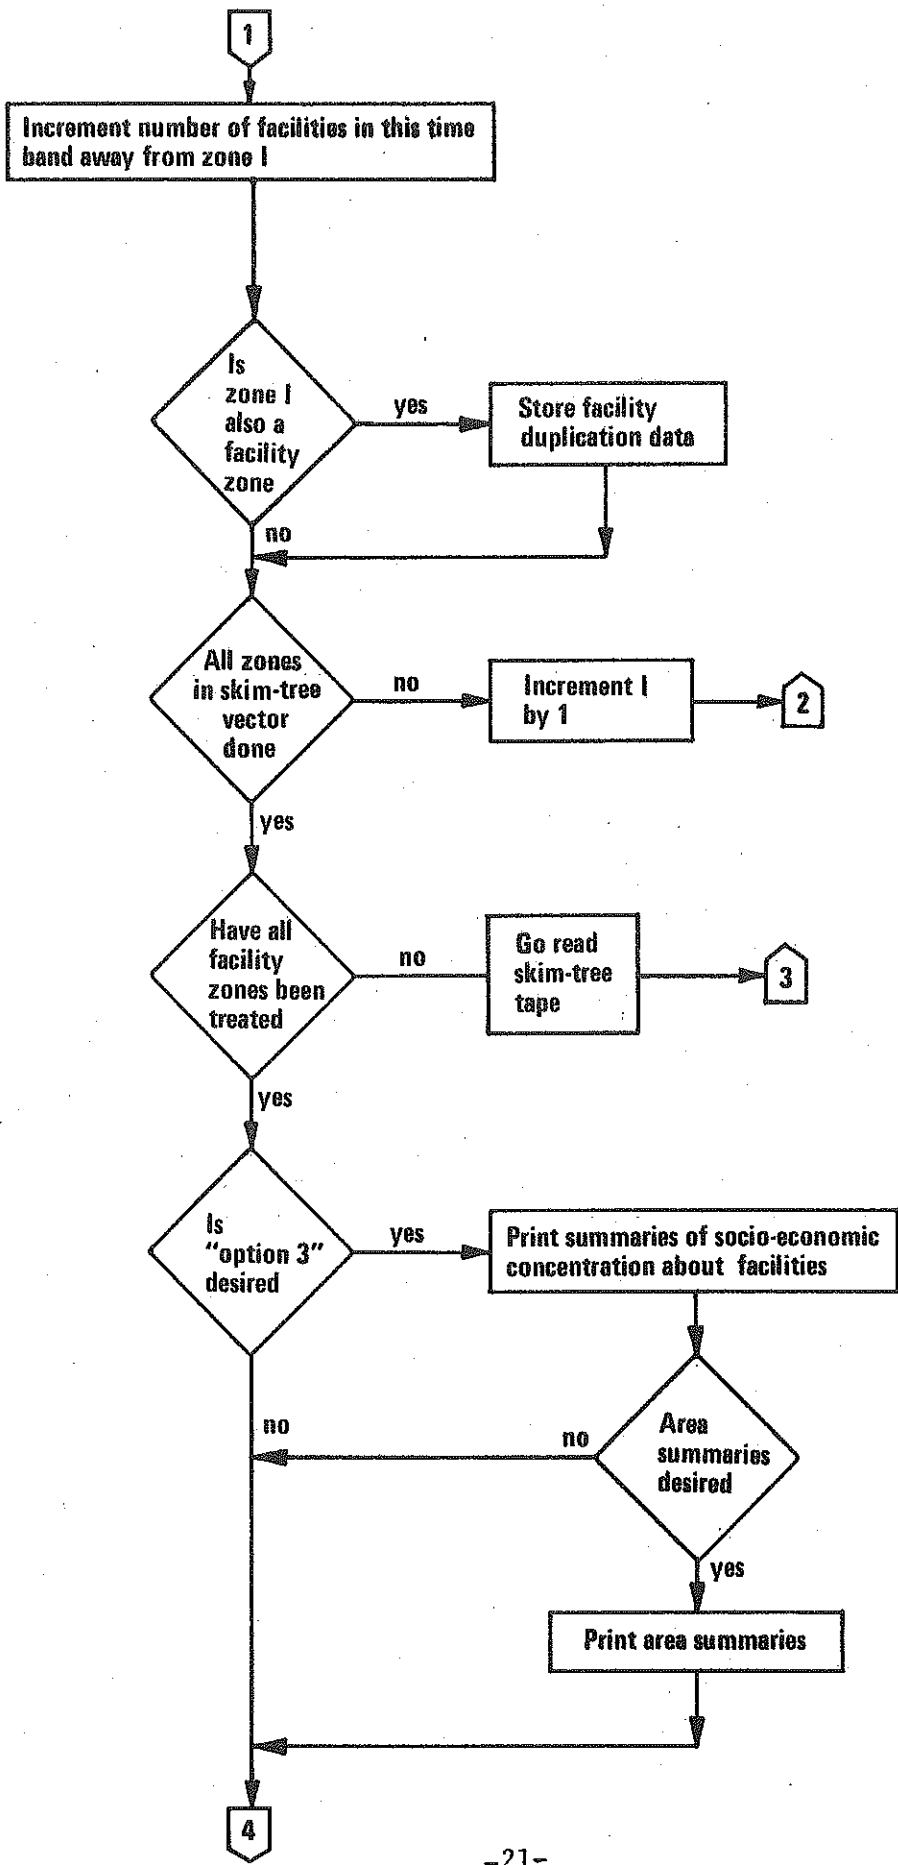 1
Increment number of facilities in this time
band away from zone I
Is
zone I
also a
facility
zone
yes
Store facility
duplication data
no
All zones
in skim-tree
vector
done
no
Increment I
by 1
2
yes
Have all
facility
zones been
treated
no
Go read
skim-tree
tape
3
yes
Is
"option 3"
desired
yes
Print summaries of socio-economic
concentration about facilities
no
no
Area
summaries
desired
yes
Print area summaries
4
-21-